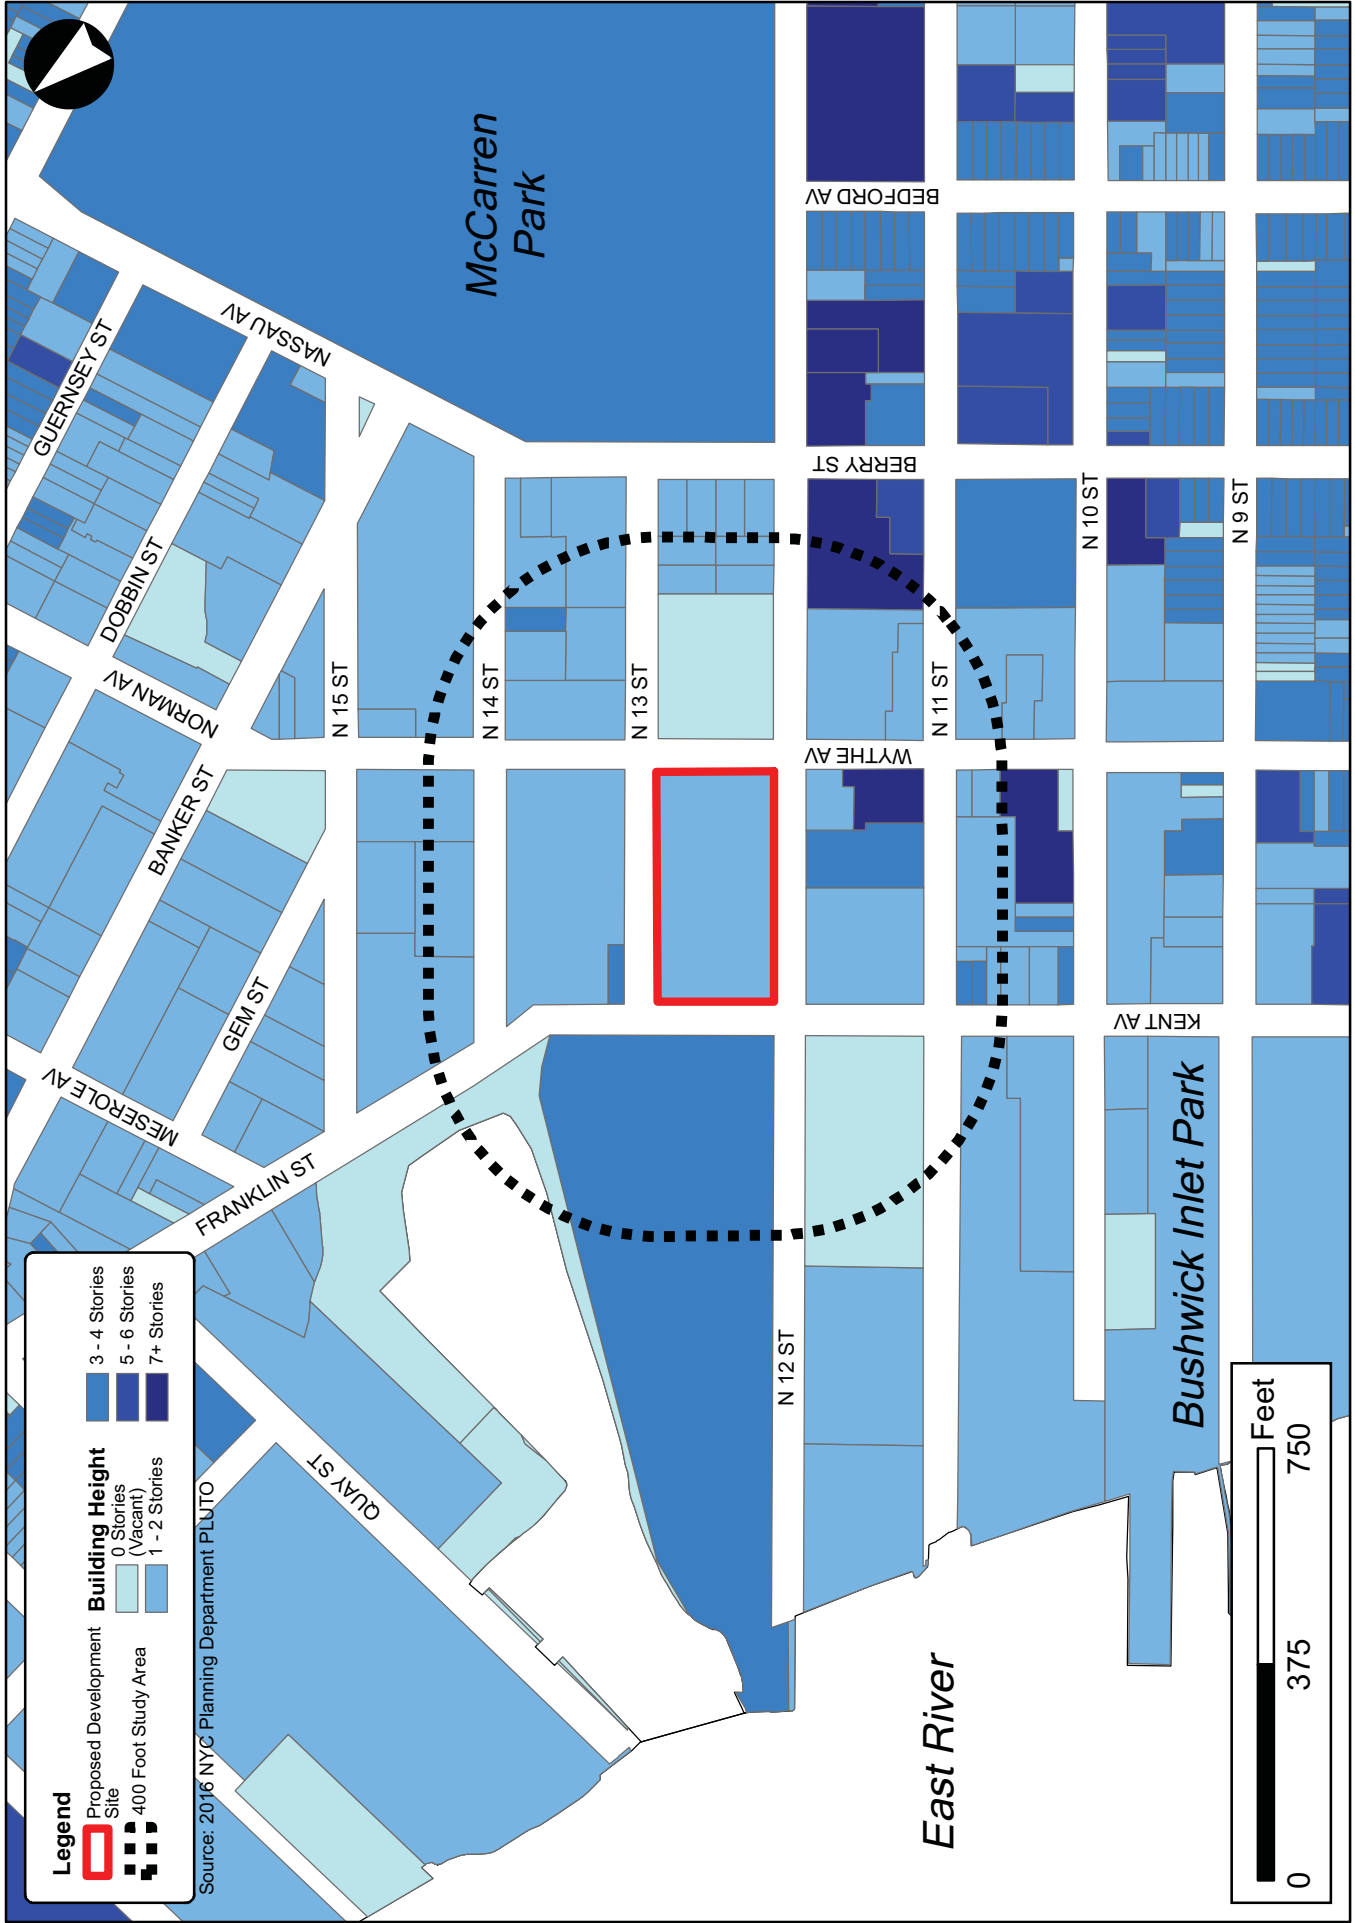 McCarren
Park
BEDFORD AV
NASSAU AV
GUERNSEY ST
DOBBIN ST
NORMAN AV
BANKER ST
GEM ST
MESEROLE AV
FRANKLIN ST
QUAY ST
N 15 ST
N 14 ST
N 13 ST
N 12 ST
N 11 ST
N 10 ST
N 9 ST
BERRY ST
WYTHE AV
KENT AV
Bushwick Inlet Park
East River
Legend
Proposed Development
Site
400 Foot Study Area
Building Height
0 Stories
(Vacant)
1 - 2 Stories
3 - 4 Stories
5 - 6 Stories
7+ Stories
Source: 2016 NYC Planning Department PLUTO
0 375 750
Feet